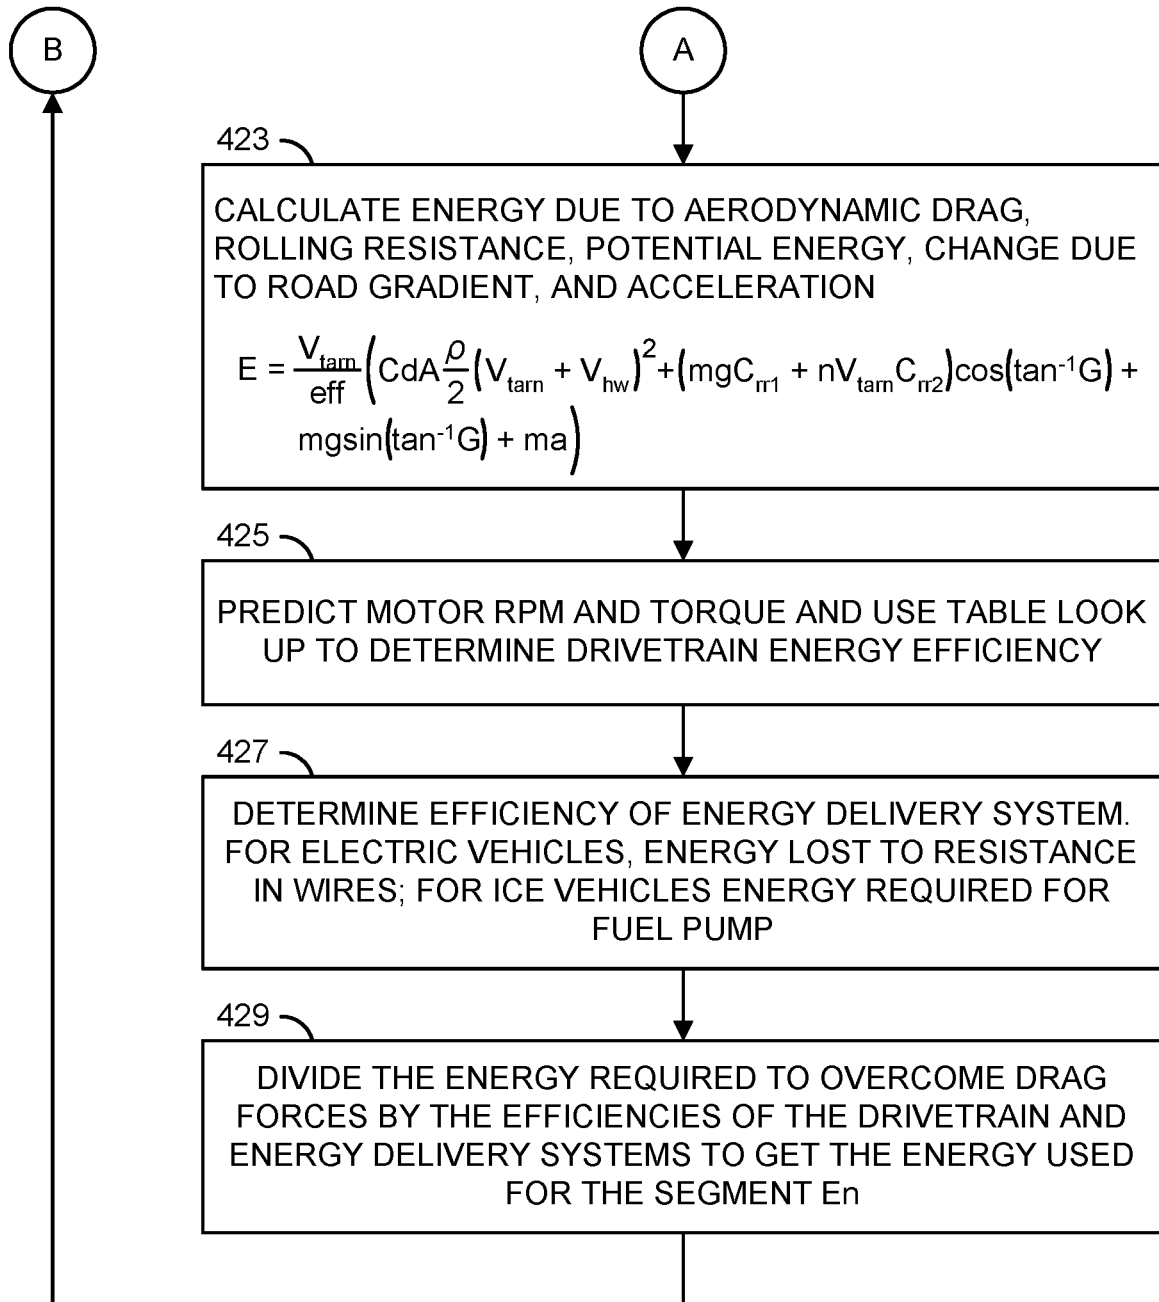 B
A
423
CALCULATE ENERGY DUE TO AERODYNAMIC DRAG,
ROLLING RESISTANCE, POTENTIAL ENERGY, CHANGE DUE
TO ROAD GRADIENT, AND ACCELERATION
E = V_tarn/eff (CdA ρ/2 (V_tarn + V_hw)² + (mgC_rr1 + nV_tarn C_rr2)cos(tan⁻¹G) +
mgsin(tan⁻¹G) + ma)
425
PREDICT MOTOR RPM AND TORQUE AND USE TABLE LOOK
UP TO DETERMINE DRIVETRAIN ENERGY EFFICIENCY
427
DETERMINE EFFICIENCY OF ENERGY DELIVERY SYSTEM.
FOR ELECTRIC VEHICLES, ENERGY LOST TO RESISTANCE
IN WIRES; FOR ICE VEHICLES ENERGY REQUIRED FOR
FUEL PUMP
429
DIVIDE THE ENERGY REQUIRED TO OVERCOME DRAG
FORCES BY THE EFFICIENCIES OF THE DRIVETRAIN AND
ENERGY DELIVERY SYSTEMS TO GET THE ENERGY USED
FOR THE SEGMENT En